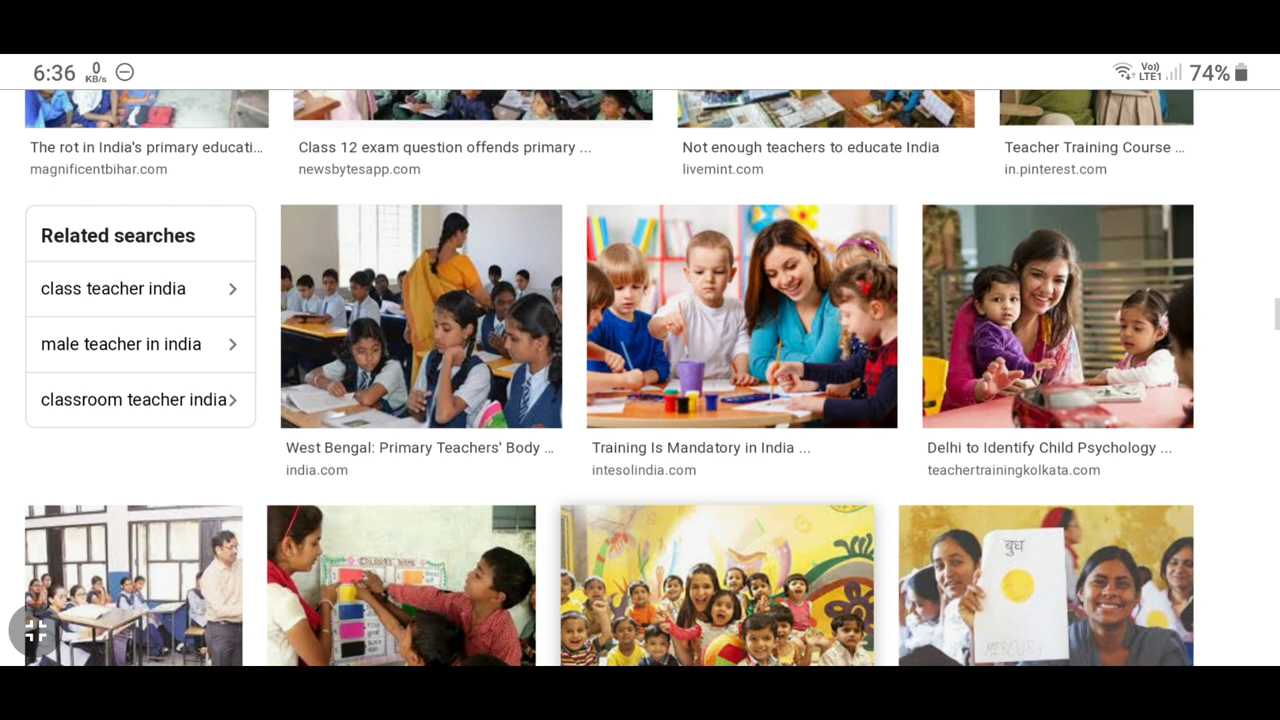 6:36 0 KB/s Vo)) LTE1 74%
The rot in India's primary educati...
magnificentbihar.com
Class 12 exam question offends primary ...
newsbytesapp.com
Not enough teachers to educate India
livemint.com
Teacher Training Course ...
in.pinterest.com
Related searches
class teacher india
male teacher in india
classroom teacher india
West Bengal: Primary Teachers' Body ...
india.com
Training Is Mandatory in India ...
intesolindia.com
Delhi to Identify Child Psychology ...
teachertrainingkolkata.com
COLOURS NAME
बुध
MERCURY